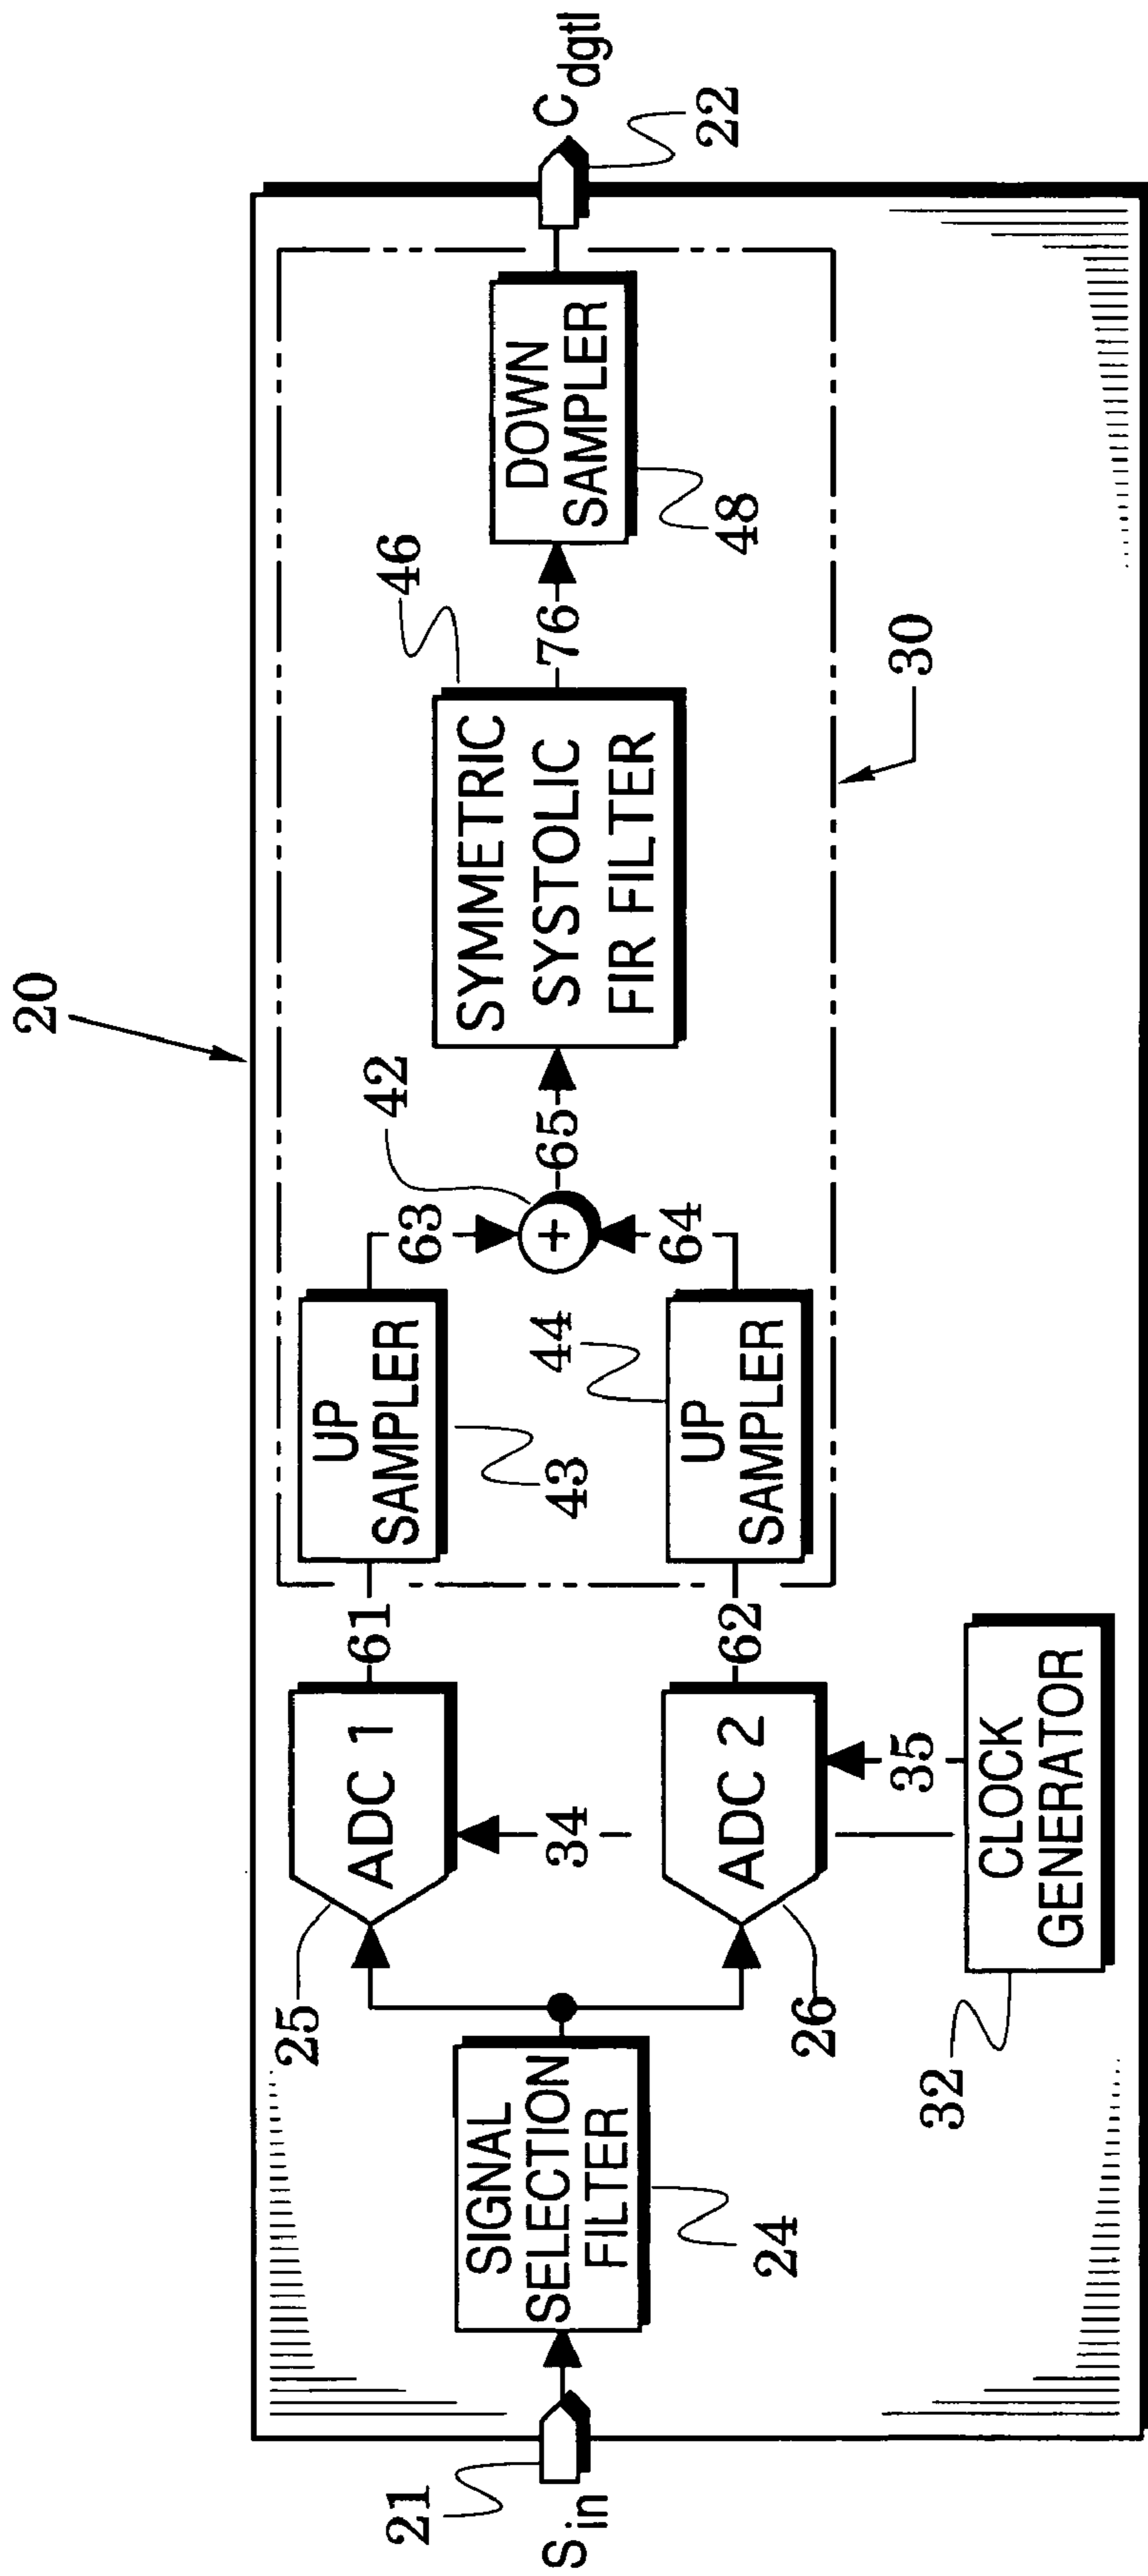 20
S in
21
SIGNAL
SELECTION
FILTER
24
25
ADC 1
61
26
ADC 2
62
34
35
CLOCK
GENERATOR
32
UP
SAMPLER
43
UP
SAMPLER
44
63
64
+
42
65
SYMMETRIC
SYSTOLIC
FIR FILTER
46
76
DOWN
SAMPLER
48
30
C dgtl
22